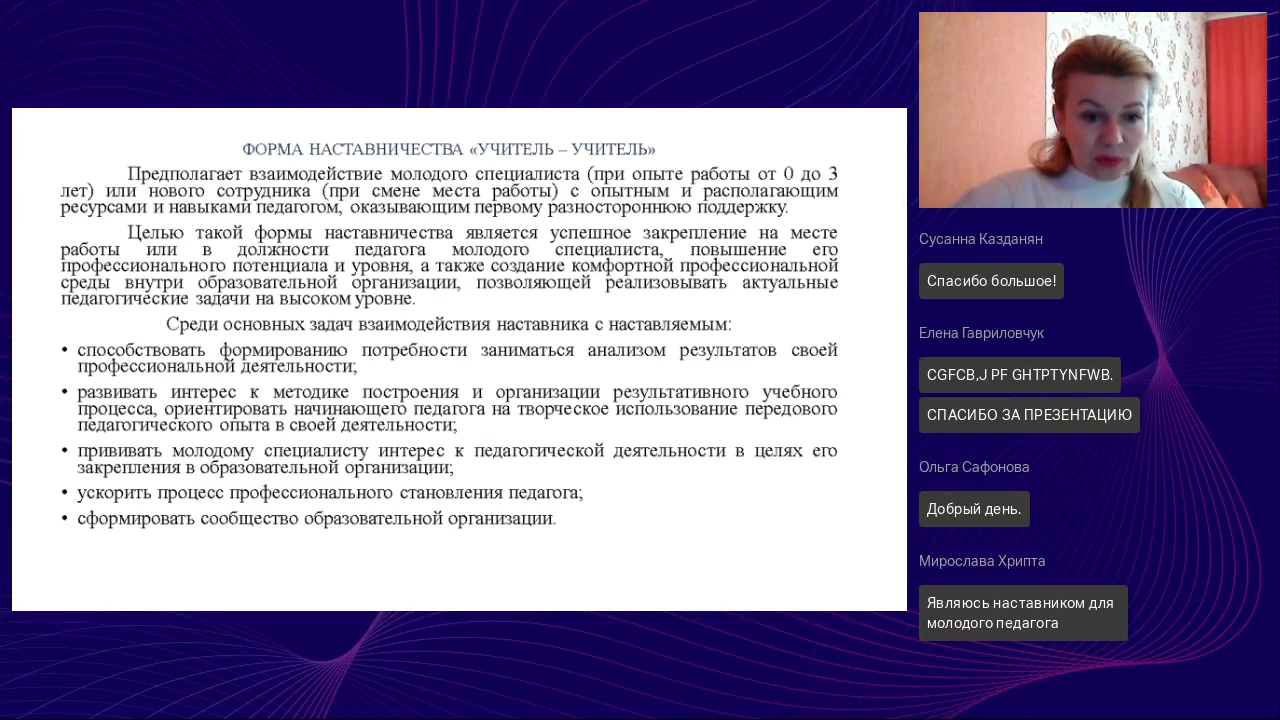 ФОРМА НАСТАВНИЧЕСТВА «УЧИТЕЛЬ – УЧИТЕЛЬ»
Предполагает взаимодействие молодого специалиста (при опыте работы от 0 до 3
лет) или нового сотрудника (при смене места работы) с опытным и располагающим
ресурсами и навыками педагогом, оказывающим первому разностороннюю поддержку.
Целью такой формы наставничества является успешное закрепление на месте
работы или в должности педагога молодого специалиста, повышение его
профессионального потенциала и уровня, а также создание комфортной профессиональной
среды внутри образовательной организации, позволяющей реализовывать актуальные
педагогические задачи на высоком уровне.
Среди основных задач взаимодействия наставника с наставляемым:
• способствовать формированию потребности заниматься анализом результатов своей
профессиональной деятельности;
• развивать интерес к методике построения и организации результативного учебного
процесса, ориентировать начинающего педагога на творческое использование передового
педагогического опыта в своей деятельности;
• прививать молодому специалисту интерес к педагогической деятельности в целях его
закрепления в образовательной организации;
• ускорить процесс профессионального становления педагога;
• сформировать сообщество образовательной организации.
Сусанна Казданян
Спасибо большое!
Елена Гавриловчук
CGFCB,J PF GHTPTYNFWB.
СПАСИБО ЗА ПРЕЗЕНТАЦИЮ
Ольга Сафонова
Добрый день.
Мирослава Хрипта
Являюсь наставником для
молодого педагога